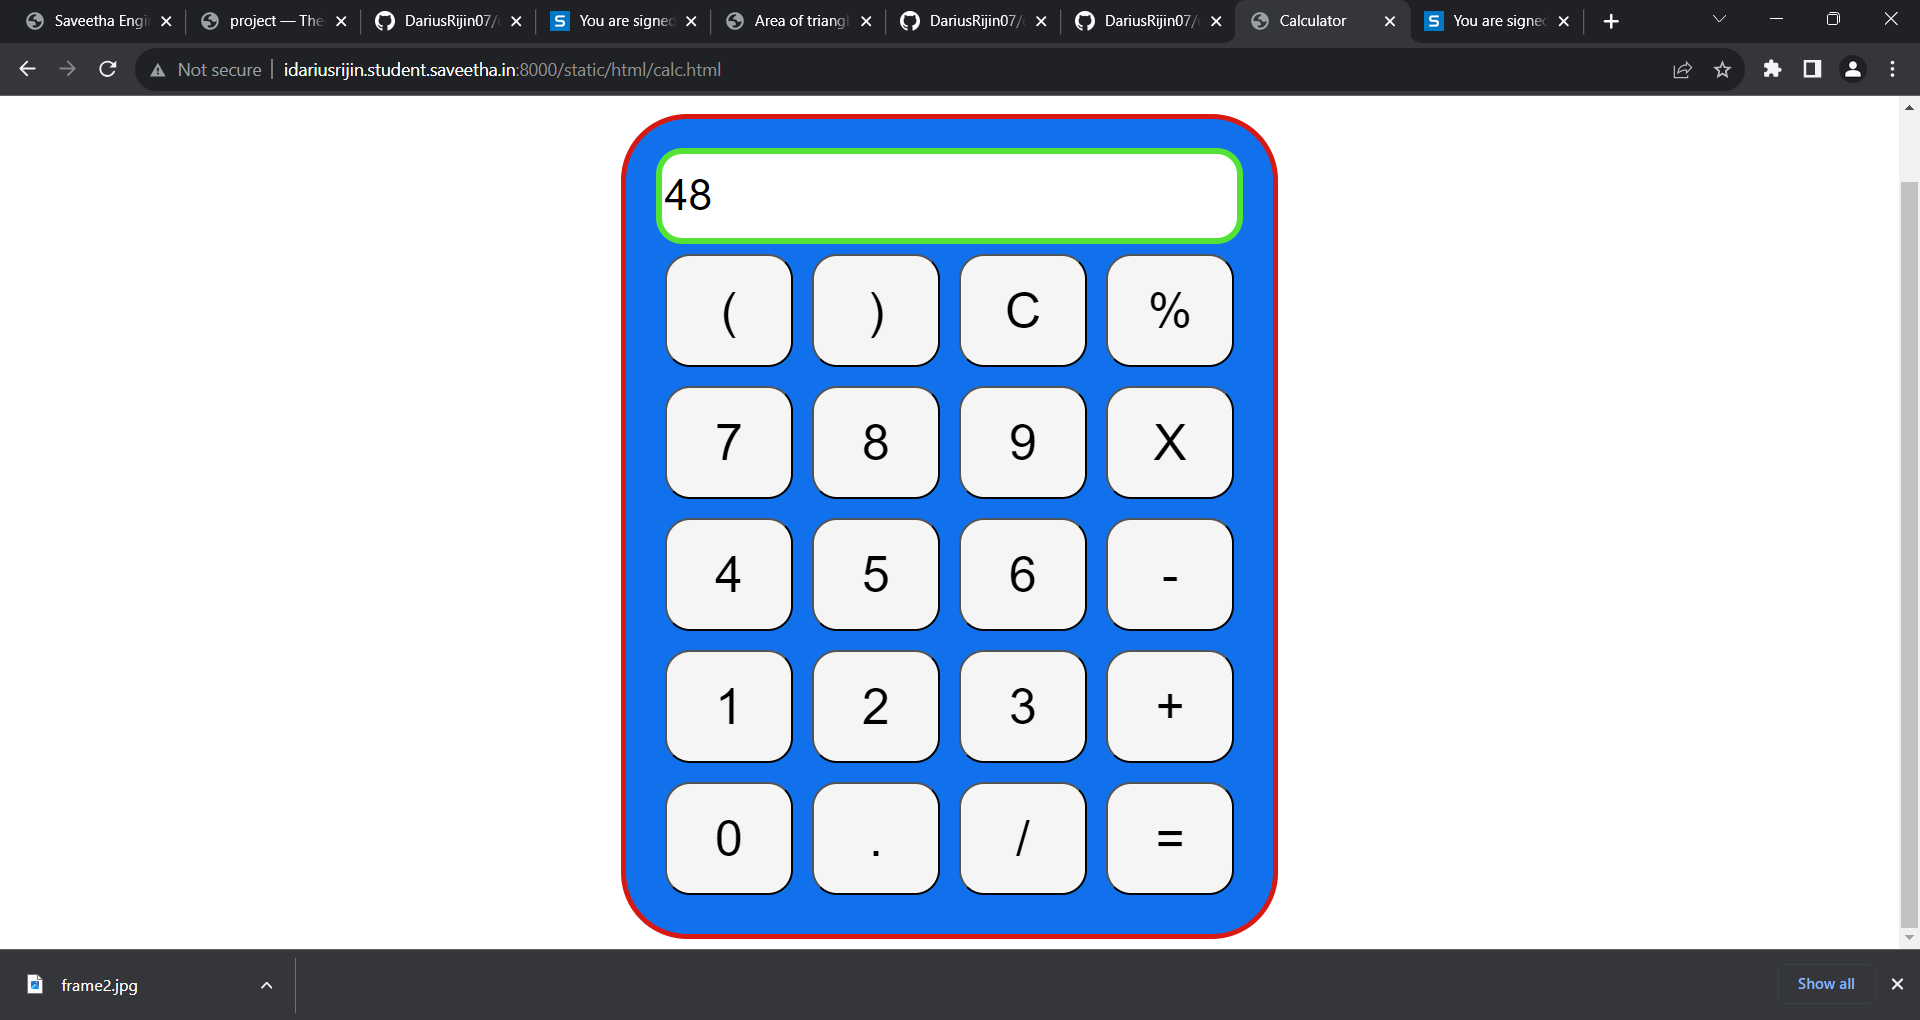 Saveetha Engi
project — The
DariusRijin07/
You are signed
Area of triangl
DariusRijin07/
DariusRijin07/
Calculator
You are signed
Not secure
idariusrijin.student.saveetha.in:8000/static/html/calc.html
48
( ) C %
7 8 9 X
4 5 6 -
1 2 3 +
0 . / =
frame2.jpg
Show all